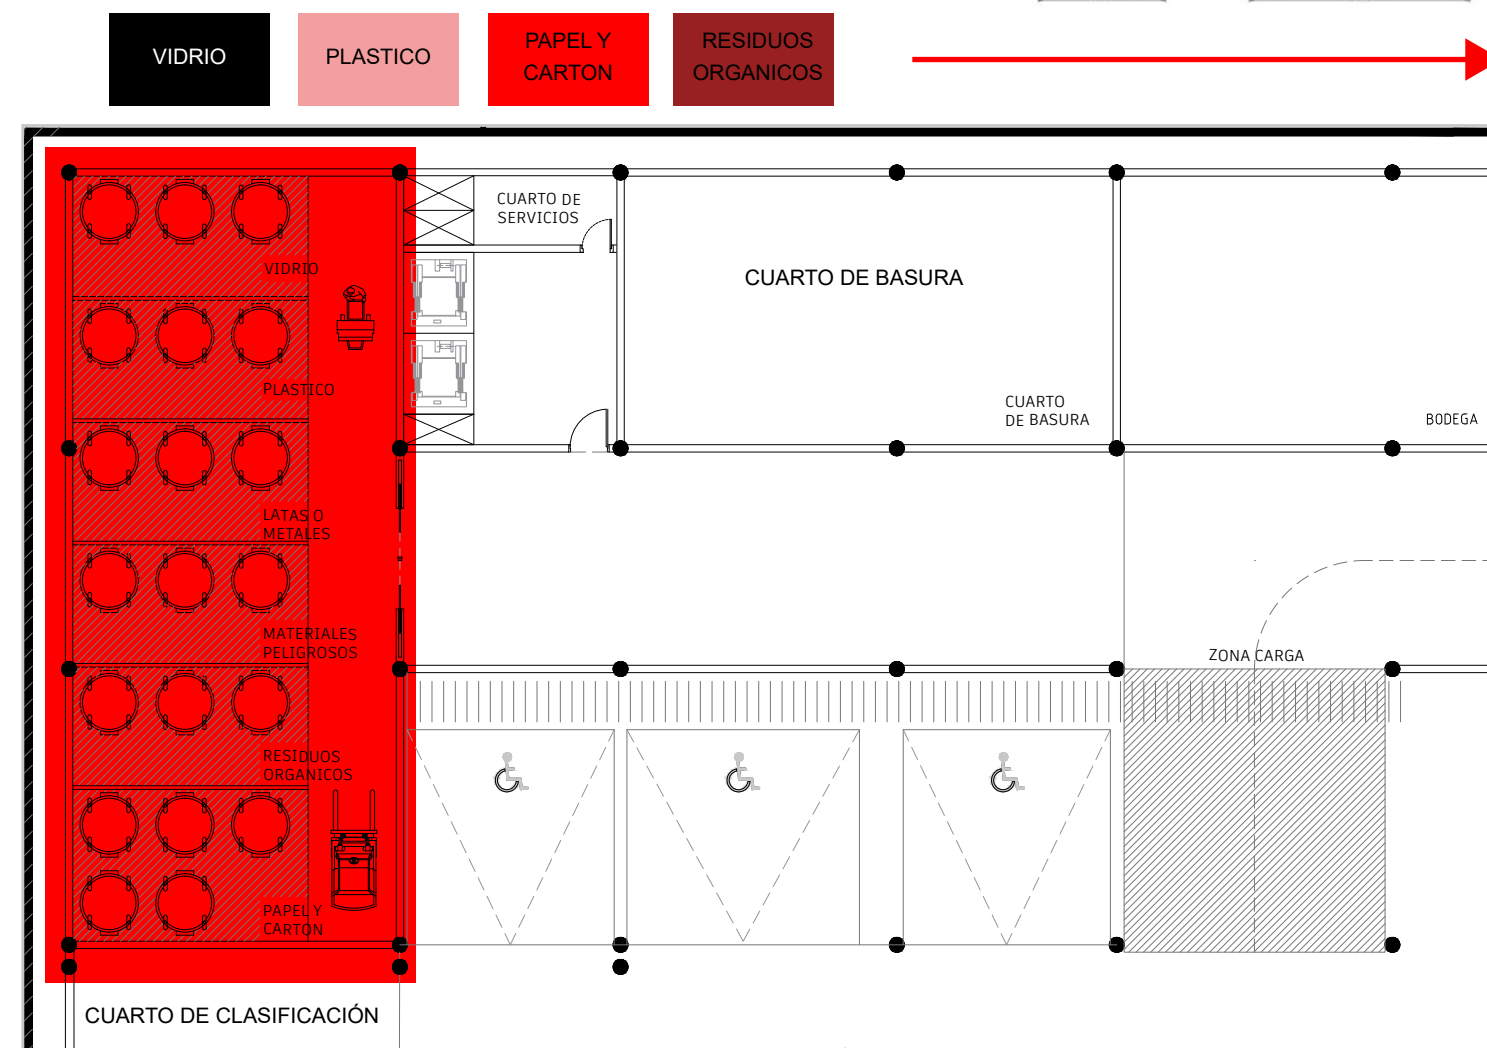 VIDRIO
PLASTICO
PAPEL Y
CARTON
RESIDUOS
ORGANICOS
CUARTO DE
SERVICIOS
VIDRIO
CUARTO DE BASURA
PLASTICO
CUARTO
DE BASURA
BODEGA
LATAS O
METALES
MATERIALES
PELIGROSOS
ZONA CARGA
RESIDUOS
ORGANICOS
PAPEL Y
CARTON
CUARTO DE CLASIFICACIÓN